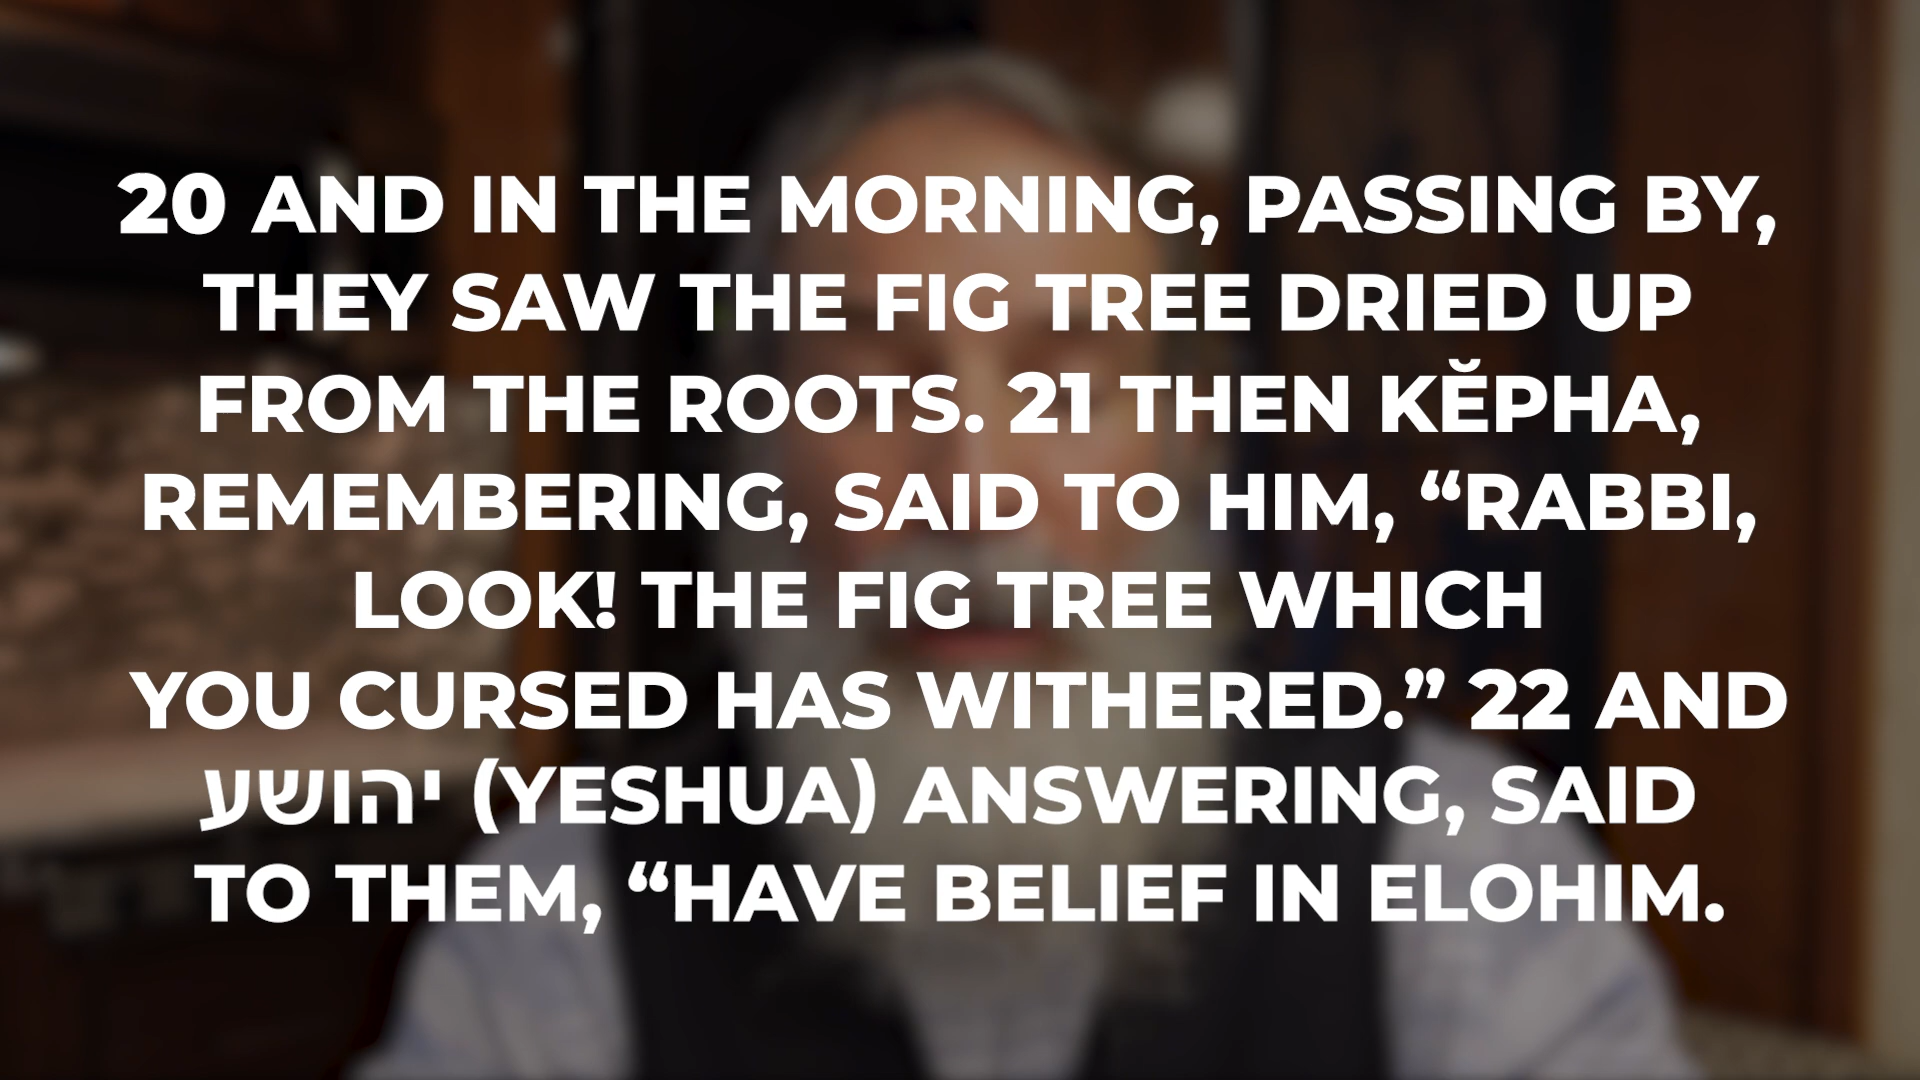 20 AND IN THE MORNING, PASSING BY,
THEY SAW THE FIG TREE DRIED UP
FROM THE ROOTS. 21 THEN KĔPHA,
REMEMBERING, SAID TO HIM, “RABBI,
LOOK! THE FIG TREE WHICH
YOU CURSED HAS WITHERED.” 22 AND
יהושע (YESHUA) ANSWERING, SAID
TO THEM, “HAVE BELIEF IN ELOHIM.